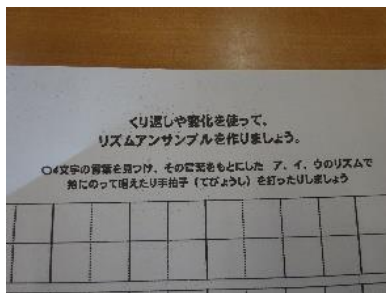 くり返しや変化を使って、
リズムアンサンブルを作りましょう。
○4文字の言葉を見つけ、その言葉をもとにした ア、イ、ウのリズムで
拍にのって唱えたり手拍子（てびょうし）を打ったりしましょう